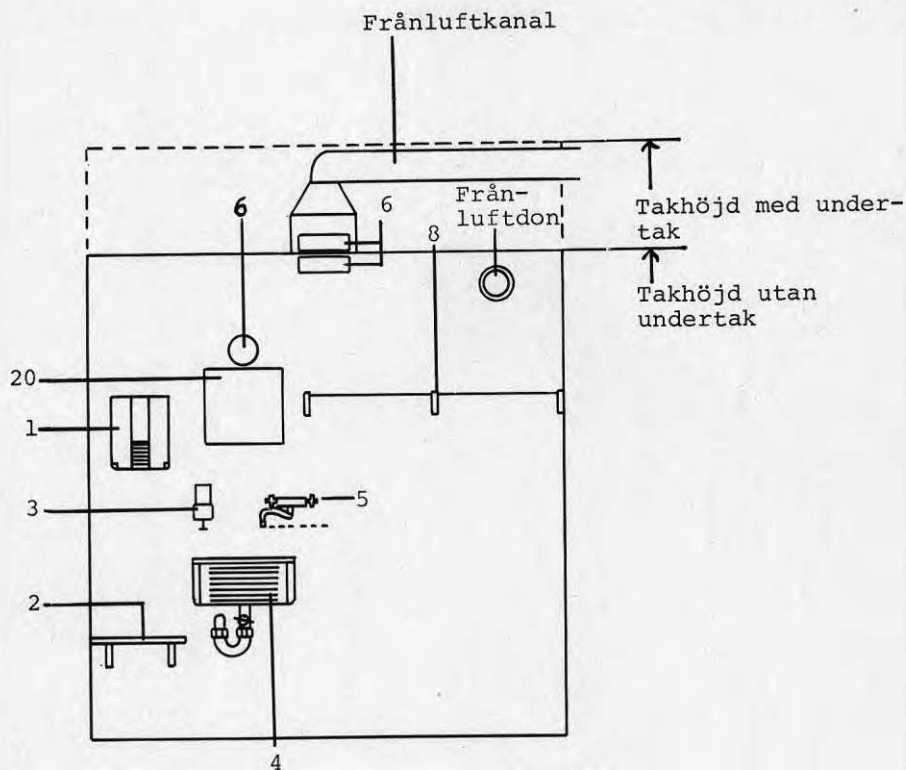 Frånluftkanal
6
6
Från-
luftdon
8
Takhöjd med under-
tak
Takhöjd utan
undertak
20
1
3
5
2
4